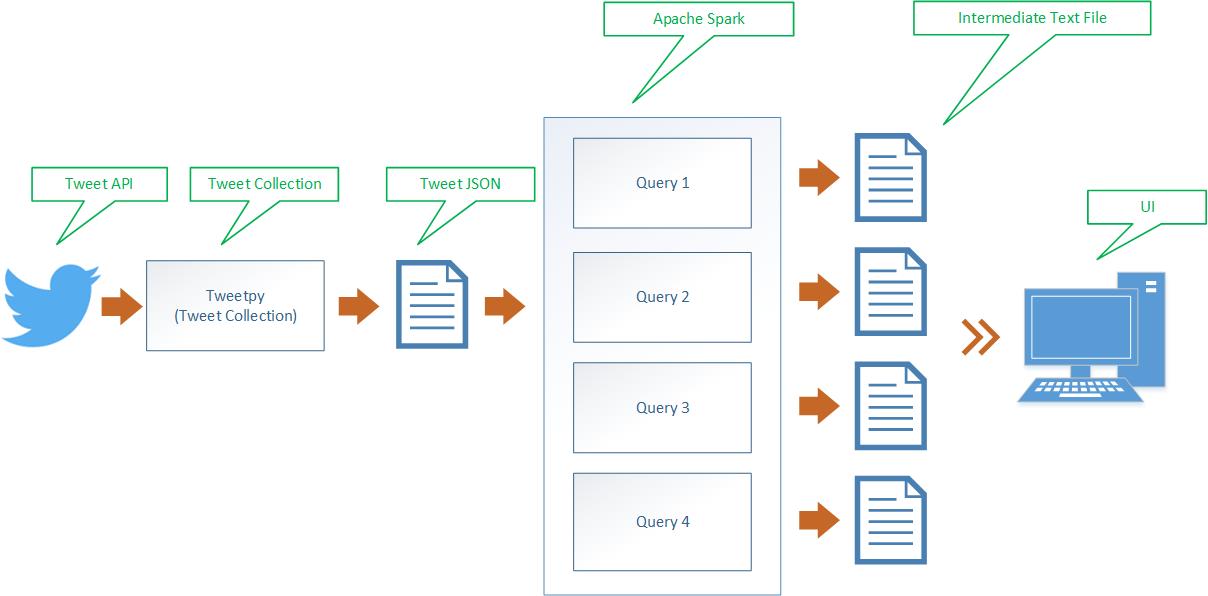 Apache Spark
Intermediate Text File
Tweet API
Tweet Collection
Tweet JSON
UI
Tweetpy
(Tweet Collection)
Query 1
Query 2
Query 3
Query 4